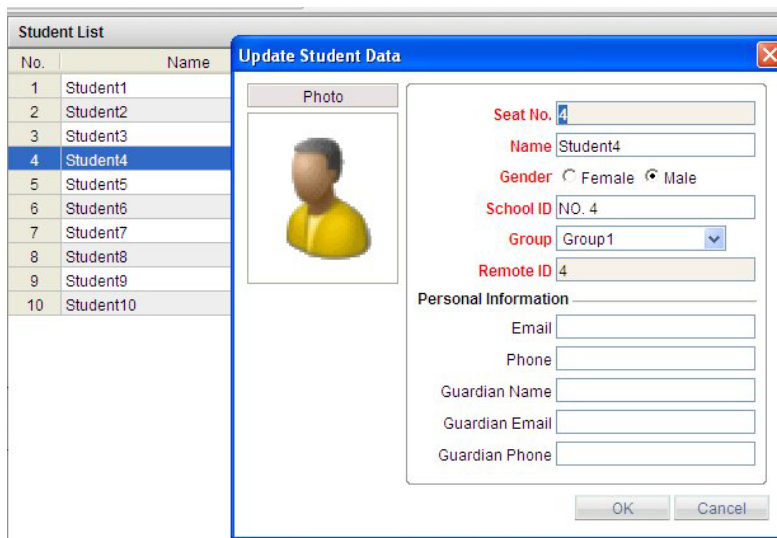 Student List
No. Name
1 Student1
2 Student2
3 Student3
4 Student4
5 Student5
6 Student6
7 Student7
8 Student8
9 Student9
10 Student10
Update Student Data
Photo
Seat No. 4
Name Student4
Gender Female Male
School ID NO. 4
Group Group1
Remote ID 4
Personal Information
Email
Phone
Guardian Name
Guardian Email
Guardian Phone
OK Cancel